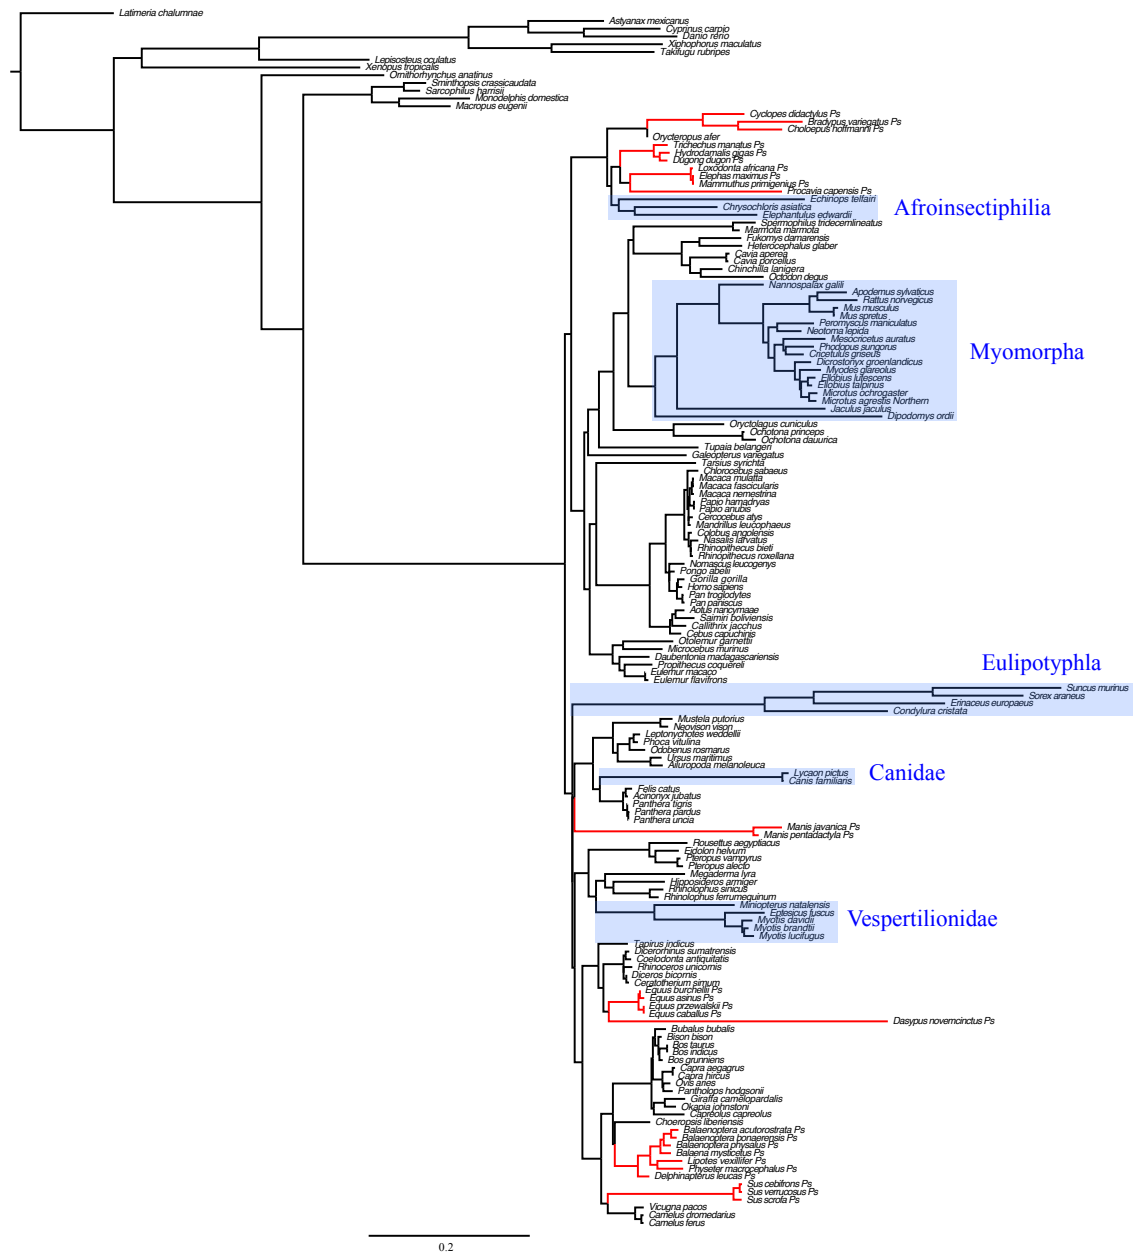 Latimeria chalumnae
Astyanax mexicanus
Cyprinus carpio
Danio rerio
Xiphophorus maculatus
Takifugu rubripes
Lepisosteus oculatus
Xenopus tropicalis
Ornithorhynchus anatinus
Sminthopsis crassicaudata
Sarcophilus harrisii
Monodelphis domestica
Macropus eugenii
Cyclopes didactylus Ps
Bradypus variegatus Ps
Choloepus hoffmanni Ps
Orycteropus afer
Trichechus manatus Ps
Hydrodamalis gigas Ps
Dugong dugon Ps
Loxodonta africana Ps
Elephas maximus Ps
Mammuthus primigenius Ps
Procavia capensis Ps
Echinops telfairi
Chrysochloris asiatica
Elephantulus edwardii
Afroinsectiphilia
Spermophilus tridecemlineatus
Marmota marmota
Fukomys damarensis
Heterocephalus glaber
Cavia aperea
Cavia porcellus
Chinchilla lanigera
Octodon degus
Nannospalax galili
Apodemus sylvaticus
Rattus norvegicus
Mus musculus
Mus spretus
Peromyscus maniculatus
Neotoma lepida
Mesocricetus auratus
Phodopus sungorus
Cricetulus griseus
Dicrostonyx groenlandicus
Myodes glareolus
Ellobius lutescens
Ellobius talpinus
Microtus ochrogaster
Microtus agrestis Northern
Jaculus jaculus
Dipodomys ordii
Myomorpha
Oryctolagus cuniculus
Ochotona princeps
Ochotona dauurica
Tupaia belangeri
Galeopterus variegatus
Tarsius syrichta
Chlorocebus sabaeus
Macaca mulatta
Macaca fascicularis
Macaca nemestrina
Papio hamadryas
Papio anubis
Cercocebus atys
Mandrillus leucophaeus
Colobus angolensis
Nasalis larvatus
Rhinopithecus bieti
Rhinopithecus roxellana
Nomascus leucogenys
Pongo abelii
Gorilla gorilla
Homo sapiens
Pan troglodytes
Pan paniscus
Aotus nancymaae
Saimiri boliviensis
Callithrix jacchus
Cebus capuchinis
Otolemur garnettii
Microcebus murinus
Daubentonia madagascariensis
Propithecus coquereli
Eulemur macaco
Eulemur flavifrons
Eulipotyphla
Suncus murinus
Sorex araneus
Erinaceus europaeus
Condylura cristata
Mustela putorius
Neovison vison
Leptonychotes weddellii
Phoca vitulina
Odobenus rosmarus
Ursus maritimus
Ailuropoda melanoleuca
Lycaon pictus
Canis familiaris
Canidae
Felis catus
Acinonyx jubatus
Panthera tigris
Panthera pardus
Panthera uncia
Manis javanica Ps
Manis pentadactyla Ps
Rousettus aegyptiacus
Eidolon helvum
Pteropus vampyrus
Pteropus alecto
Megaderma lyra
Hipposideros armiger
Rhinolophus sinicus
Rhinolophus ferrumequinum
Miniopterus natalensis
Eptesicus fuscus
Myotis davidii
Myotis brandtii
Myotis lucifugus
Vespertilionidae
Tapirus indicus
Dicerorhinus sumatrensis
Coelodonta antiquitatis
Rhinoceros unicornis
Diceros bicornis
Ceratotherium simum
Equus burchellii Ps
Equus asinus Ps
Equus przewalskii Ps
Equus caballus Ps
Dasypus novemcinctus Ps
Bubalus bubalis
Bison bison
Bos taurus
Bos indicus
Bos grunniens
Capra aegagrus
Capra hircus
Ovis aries
Pantholops hodgsonii
Giraffa camelopardalis
Okapia johnstoni
Capreolus capreolus
Choeropsis liberiensis
Balaenoptera acutorostrata Ps
Balaenoptera bonaerensis Ps
Balaenoptera physalus Ps
Balaena mysticetus Ps
Lipotes vexillifer Ps
Physeter macrocephalus Ps
Delphinapterus leucas Ps
Sus cebifrons Ps
Sus verrucosus Ps
Sus scrofa Ps
Vicugna pacos
Camelus dromedarius
Camelus ferus
0.2